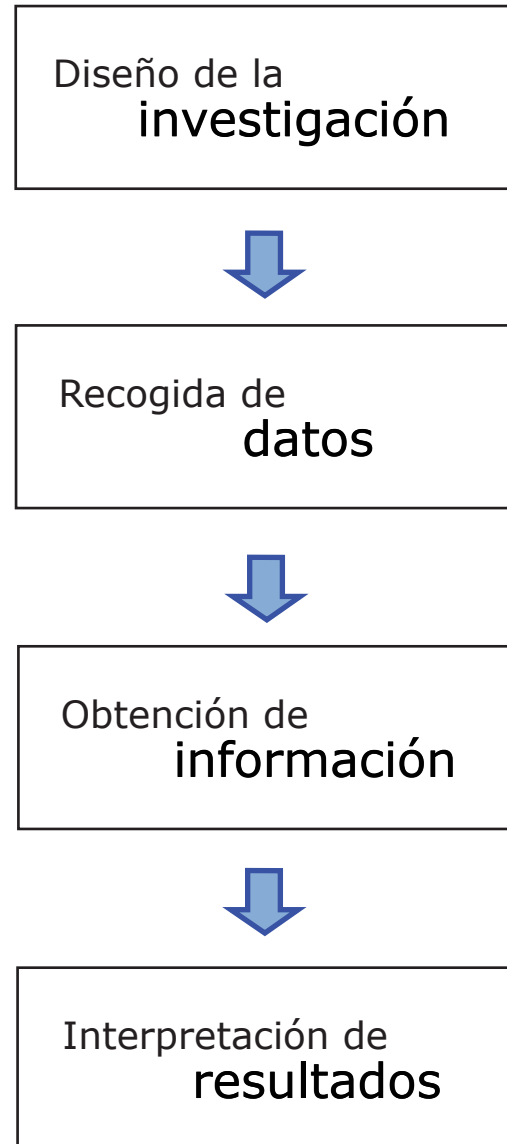 Diseño de la
investigación
Recogida de
datos
Obtención de
información
Interpretación de
resultados